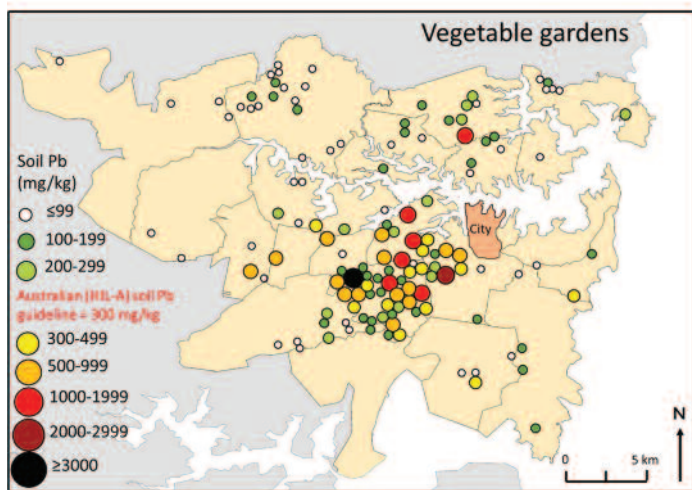 Vegetable gardens
Soil Pb
(mg/kg)
≤99
100-199
200-299
Australian (HIL-A) soil Pb
guideline = 300 mg/kg
300-499
500-999
1000-1999
2000-2999
≥3000
City
N
0 5 km